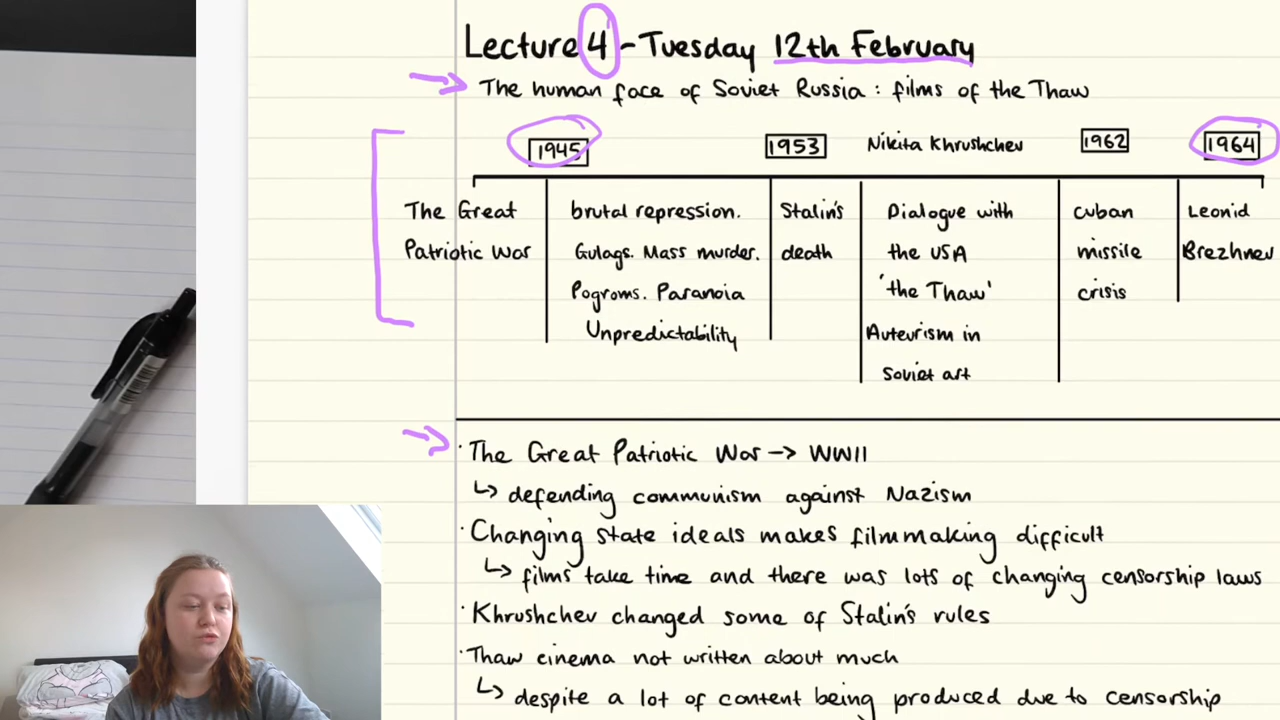 Lecture 4 - Tuesday 12th February
The human face of Soviet Russia : films of the Thaw
1945 1953 Nikita Khrushchev 1962 1964
The Great Patriotic War
brutal repression.
Gulags. Mass murder.
Pogroms. Paranoia
Unpredictability
Stalin's
death
Dialogue with
the USA
'the Thaw'
Auteurism in
Soviet art
cuban
missile
crisis
Leonid
Brezhnev
· The Great Patriotic War → WWII
↳ defending communism against Nazism
· Changing state ideals makes filmmaking difficult
↳ films take time and there was lots of changing censorship laws
· Khrushchev changed some of Stalin's rules
· Thaw cinema not written about much
↳ despite a lot of content being produced due to censorship